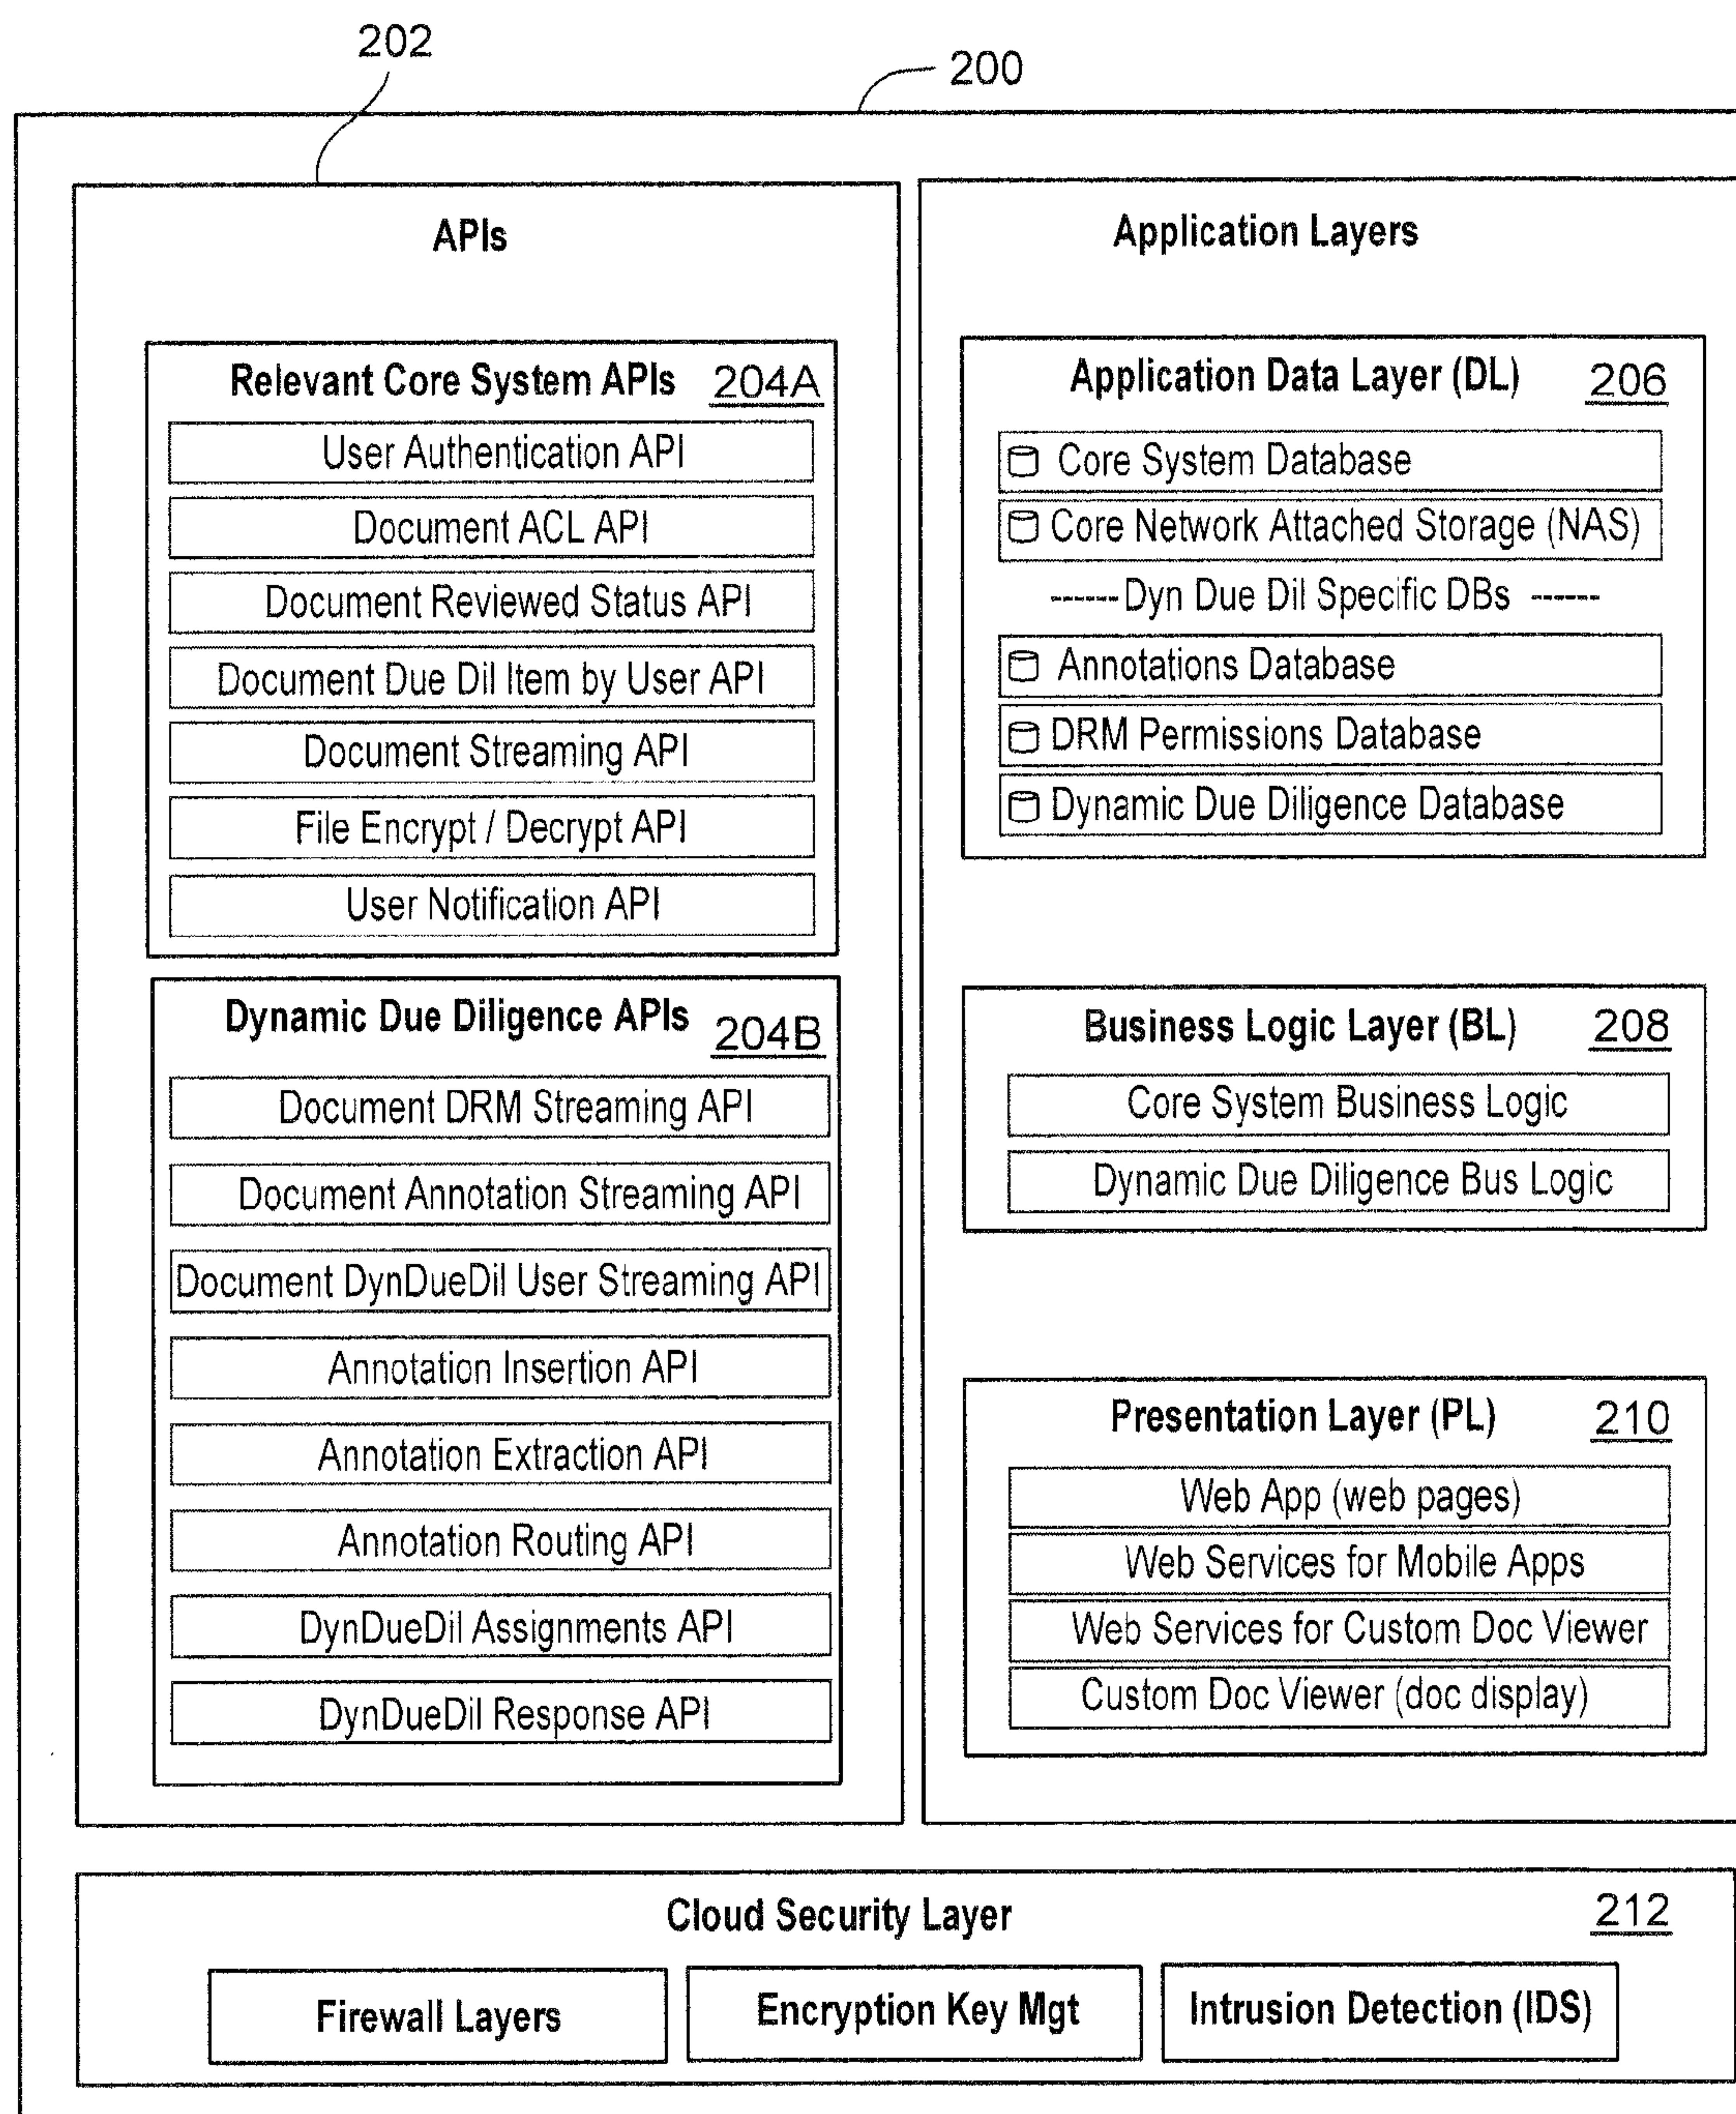 202
200
APIs
Relevant Core System APIs 204A
User Authentication API
Document ACL API
Document Reviewed Status API
Document Due Dil Item by User API
Document Streaming API
File Encrypt / Decrypt API
User Notification API
Dynamic Due Diligence APIs 204B
Document DRM Streaming API
Document Annotation Streaming API
Document DynDueDil User Streaming API
Annotation Insertion API
Annotation Extraction API
Annotation Routing API
DynDueDil Assignments API
DynDueDil Response API
Application Layers
Application Data Layer (DL) 206
Core System Database
Core Network Attached Storage (NAS)
------Dyn Due Dil Specific DBs ------
Annotations Database
DRM Permissions Database
Dynamic Due Diligence Database
Business Logic Layer (BL) 208
Core System Business Logic
Dynamic Due Diligence Bus Logic
Presentation Layer (PL) 210
Web App (web pages)
Web Services for Mobile Apps
Web Services for Custom Doc Viewer
Custom Doc Viewer (doc display)
Cloud Security Layer 212
Firewall Layers
Encryption Key Mgt
Intrusion Detection (IDS)